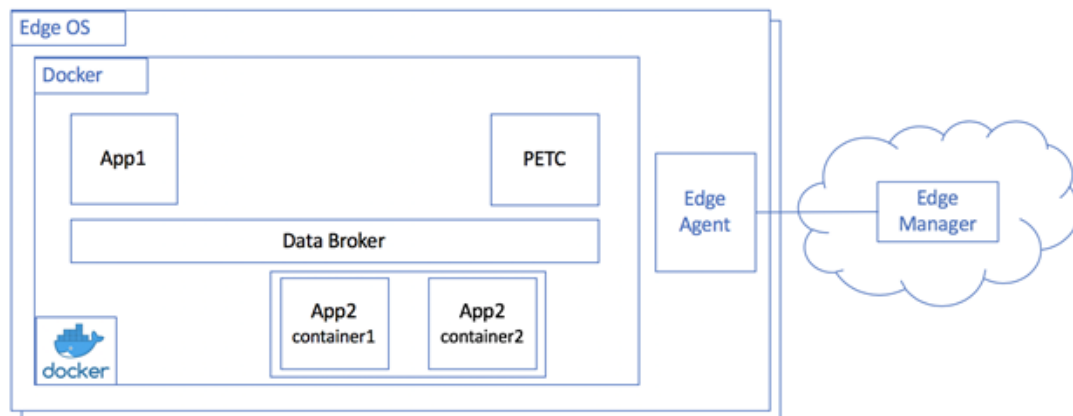 Edge OS
Docker
App1
PETC
Edge
Agent
Edge
Manager
Data Broker
App2
container1
App2
container2
docker